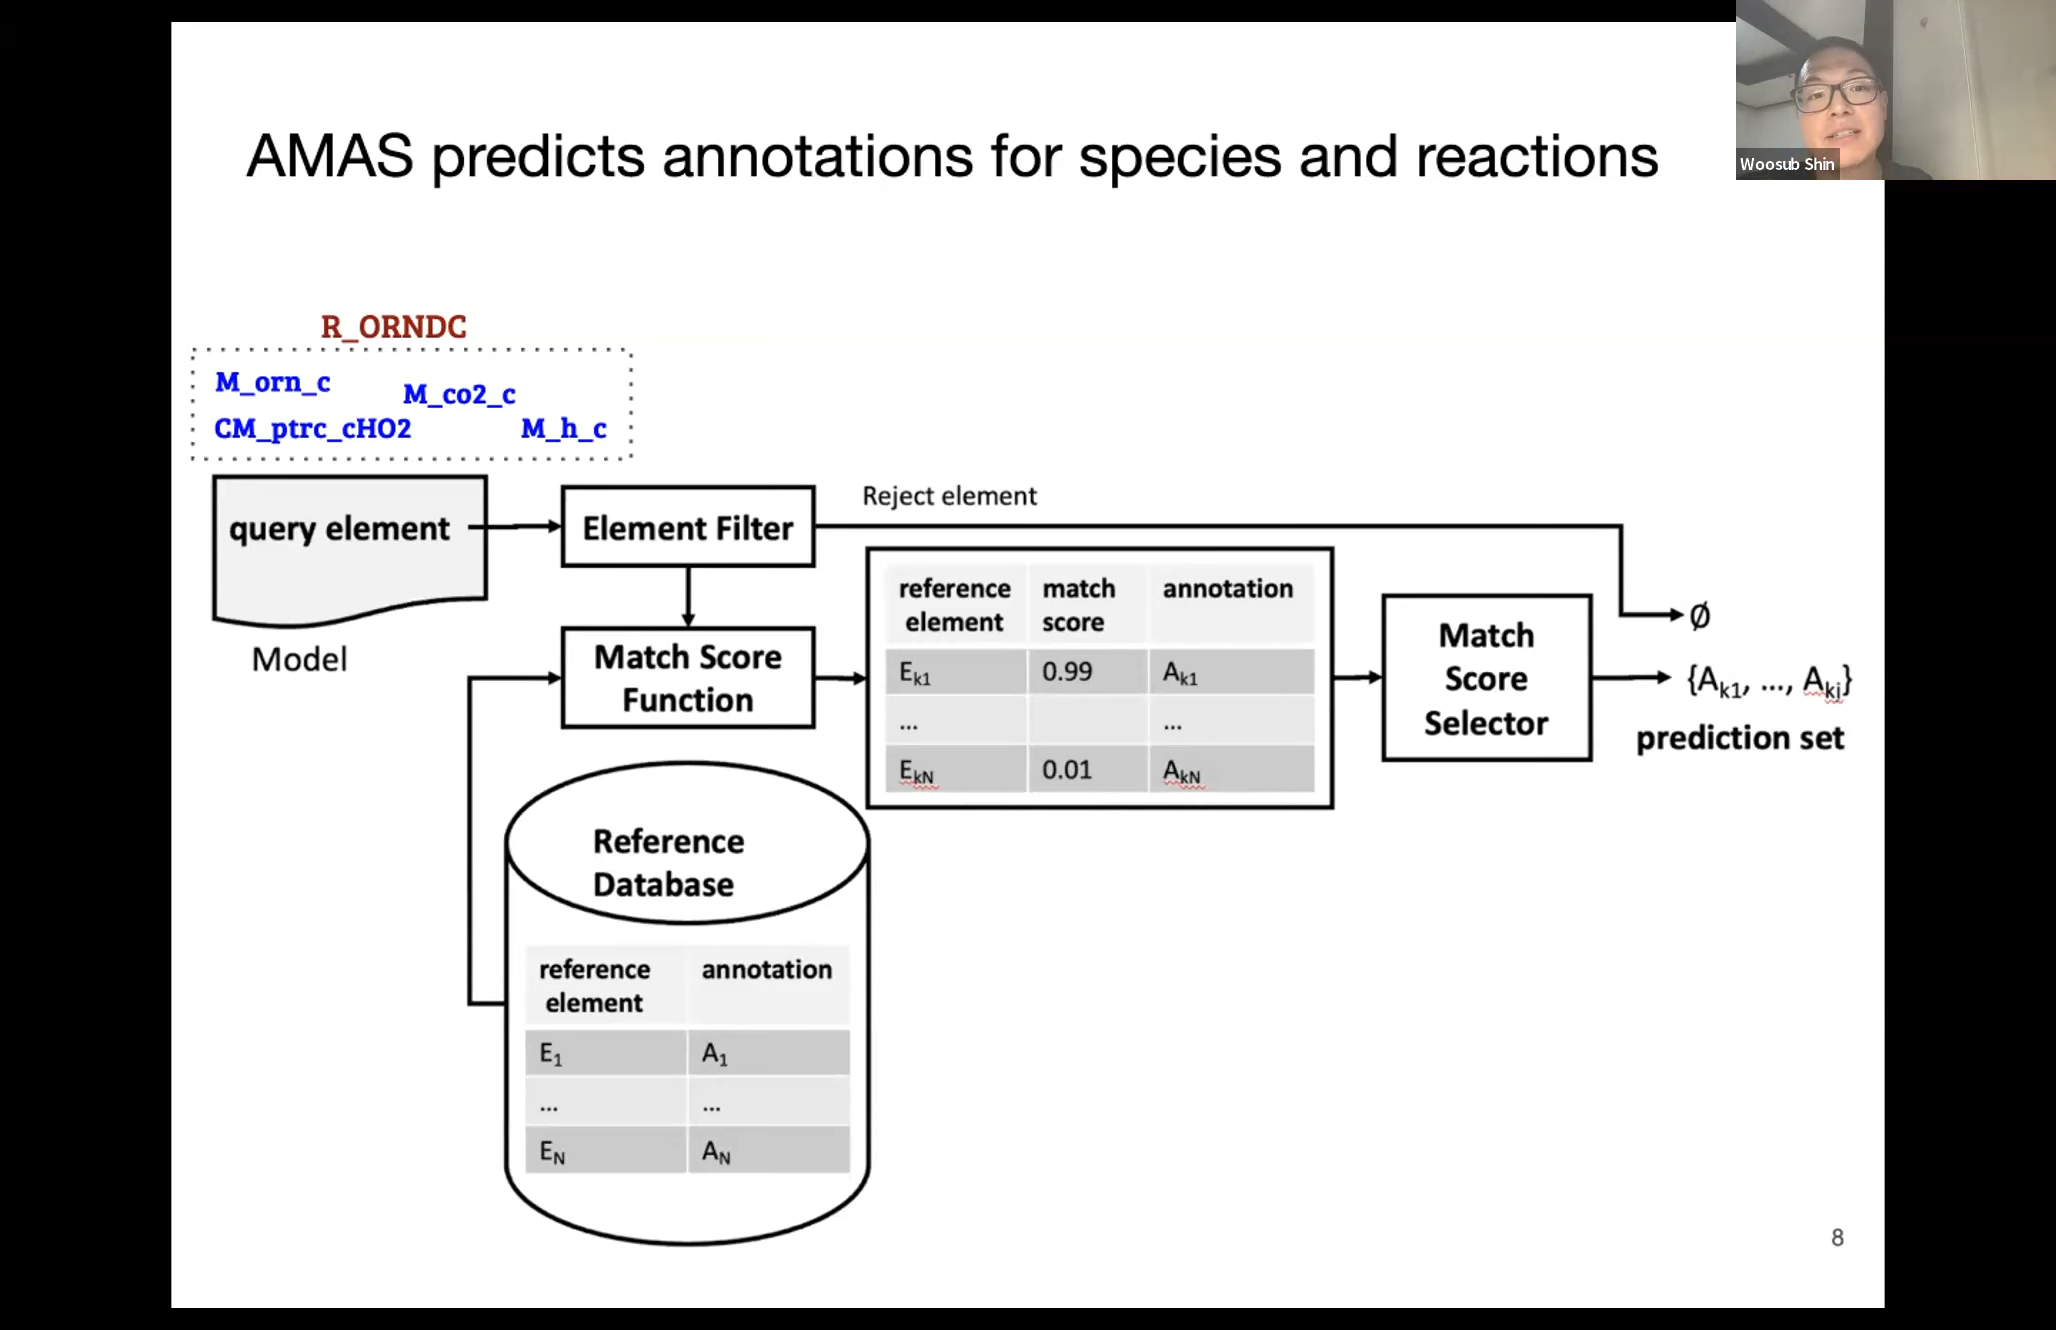 Woosub Shin
AMAS predicts annotations for species and reactions
R_ORNDC
M_orn_c
M_co2_c
CM_ptrc_cHO2
M_h_c
query element
Model
Element Filter
Reject element
Match Score
Function
reference
element
match
score
annotation
Ek1
0.99
Ak1
...
...
EkN
0.01
AkN
Match
Score
Selector
∅
{Ak1, ..., Akj}
prediction set
Reference
Database
reference
element
annotation
E1
A1
...
...
EN
AN
8